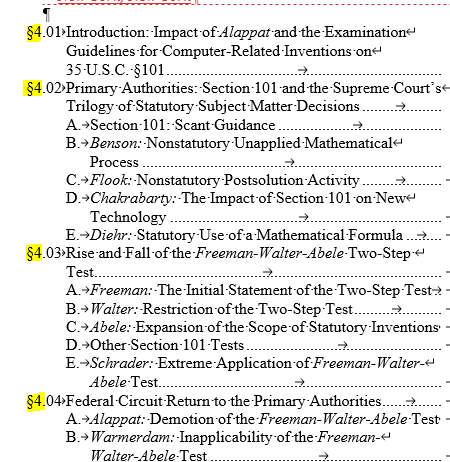 §4.01 Introduction: Impact of Alappat and the Examination
Guidelines for Computer-Related Inventions on
35 U.S.C. §101
§4.02 Primary Authorities: Section 101 and the Supreme Court's
Trilogy of Statutory Subject Matter Decisions
A. Section 101: Scant Guidance
B. Benson: Nonstatutory Unapplied Mathematical
Process
C. Flook: Nonstatutory Postsolution Activity
D. Chakrabarty: The Impact of Section 101 on New
Technology
E. Diehr: Statutory Use of a Mathematical Formula
§4.03 Rise and Fall of the Freeman-Walter-Abele Two-Step
Test
A. Freeman: The Initial Statement of the Two-Step Test
B. Walter: Restriction of the Two-Step Test
C. Abele: Expansion of the Scope of Statutory Inventions
D. Other Section 101 Tests
E. Schrader: Extreme Application of Freeman-Walter-
Abele Test
§4.04 Federal Circuit Return to the Primary Authorities
A. Alappat: Demotion of the Freeman-Walter-Abele Test
B. Warmerdam: Inapplicability of the Freeman-
Walter-Abele Test